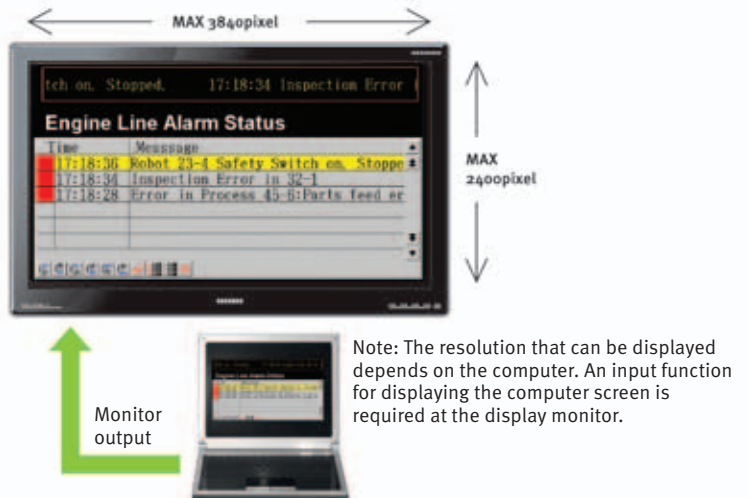 MAX 3840pixel
tch on, Stopped, 17:18:34 Inspection Error
Engine Line Alarm Status
Time Messsage
17:18:36 Robot 23-4 Safety Switch on, Stoppe
17:18:34 Inspection Error in 32-1
17:18:28 Error in Process 45-6:Parts feed er
MAX
2400pixel
Note: The resolution that can be displayed
depends on the computer. An input function
for displaying the computer screen is
required at the display monitor.
Monitor
output